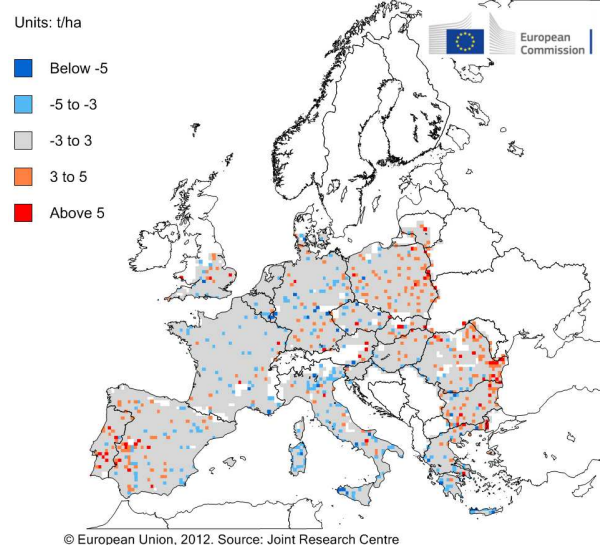 Units: t/ha
European
Commission
Below -5
-5 to -3
-3 to 3
3 to 5
Above 5
© European Union, 2012. Source: Joint Research Centre